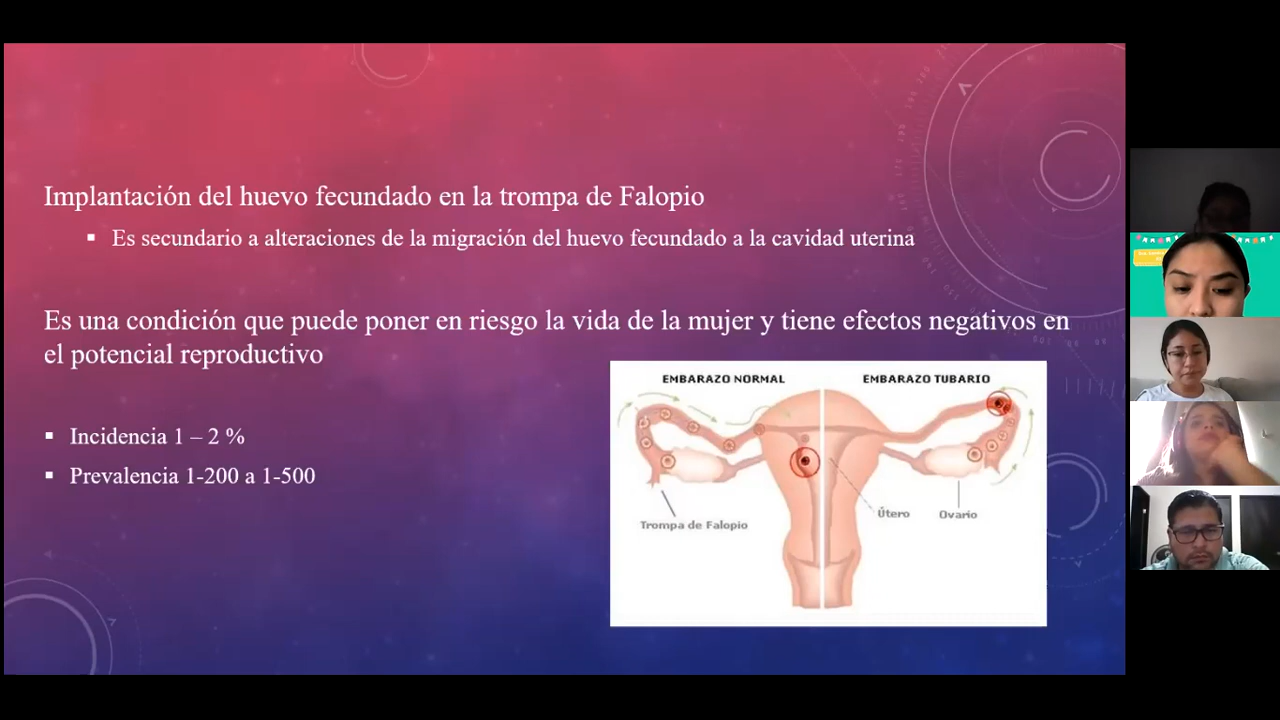 Implantación del huevo fecundado en la trompa de Falopio
▪ Es secundario a alteraciones de la migración del huevo fecundado a la cavidad uterina
Es una condición que puede poner en riesgo la vida de la mujer y tiene efectos negativos en
el potencial reproductivo
▪ Incidencia 1 – 2 %
▪ Prevalencia 1-200 a 1-500
EMBARAZO NORMAL
EMBARAZO TUBARIO
Trompa de Falopio
Útero
Ovario